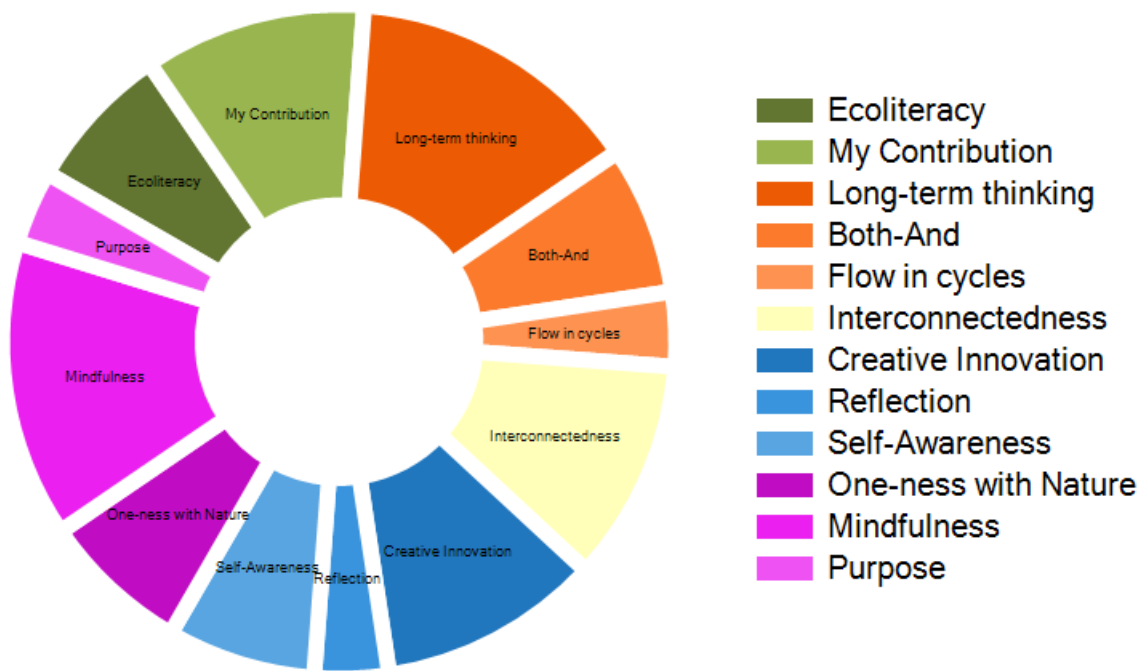 My Contribution
Long-term thinking
Ecoliteracy
Both-And
Purpose
Flow in cycles
Mindfulness
Interconnectedness
One-ness with Nature
Creative Innovation
Self-Awareness
Reflection
Ecoliteracy
My Contribution
Long-term thinking
Both-And
Flow in cycles
Interconnectedness
Creative Innovation
Reflection
Self-Awareness
One-ness with Nature
Mindfulness
Purpose